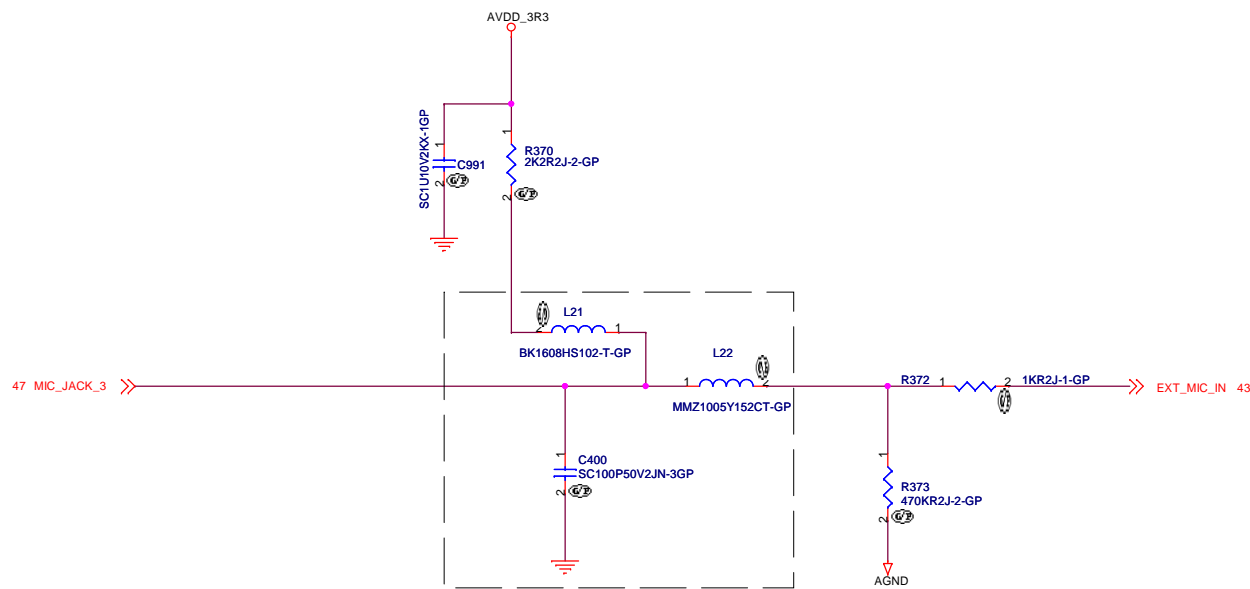 AVDD_3R3
SC1U10V2KX-1GP
1
2
C991
G/P
1
2
R370
2K2R2J-2-GP
G/P
L21
2
1
BK1608HS102-T-GP
L22
1
2
MMZ1005Y152CT-GP
47 MIC_JACK_3
R372
1
2
1KR2J-1-GP
EXT_MIC_IN 43
1
2
C400
SC100P50V2JN-3GP
G/P
1
2
R373
470KR2J-2-GP
G/P
AGND